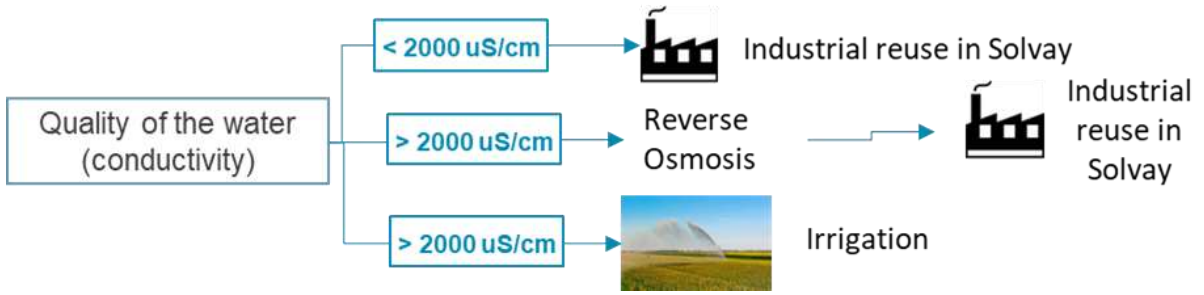 < 2000 uS/cm
Industrial reuse in Solvay
Quality of the water
(conductivity)
> 2000 uS/cm
Reverse
Osmosis
Industrial
reuse in
Solvay
> 2000 uS/cm
Irrigation